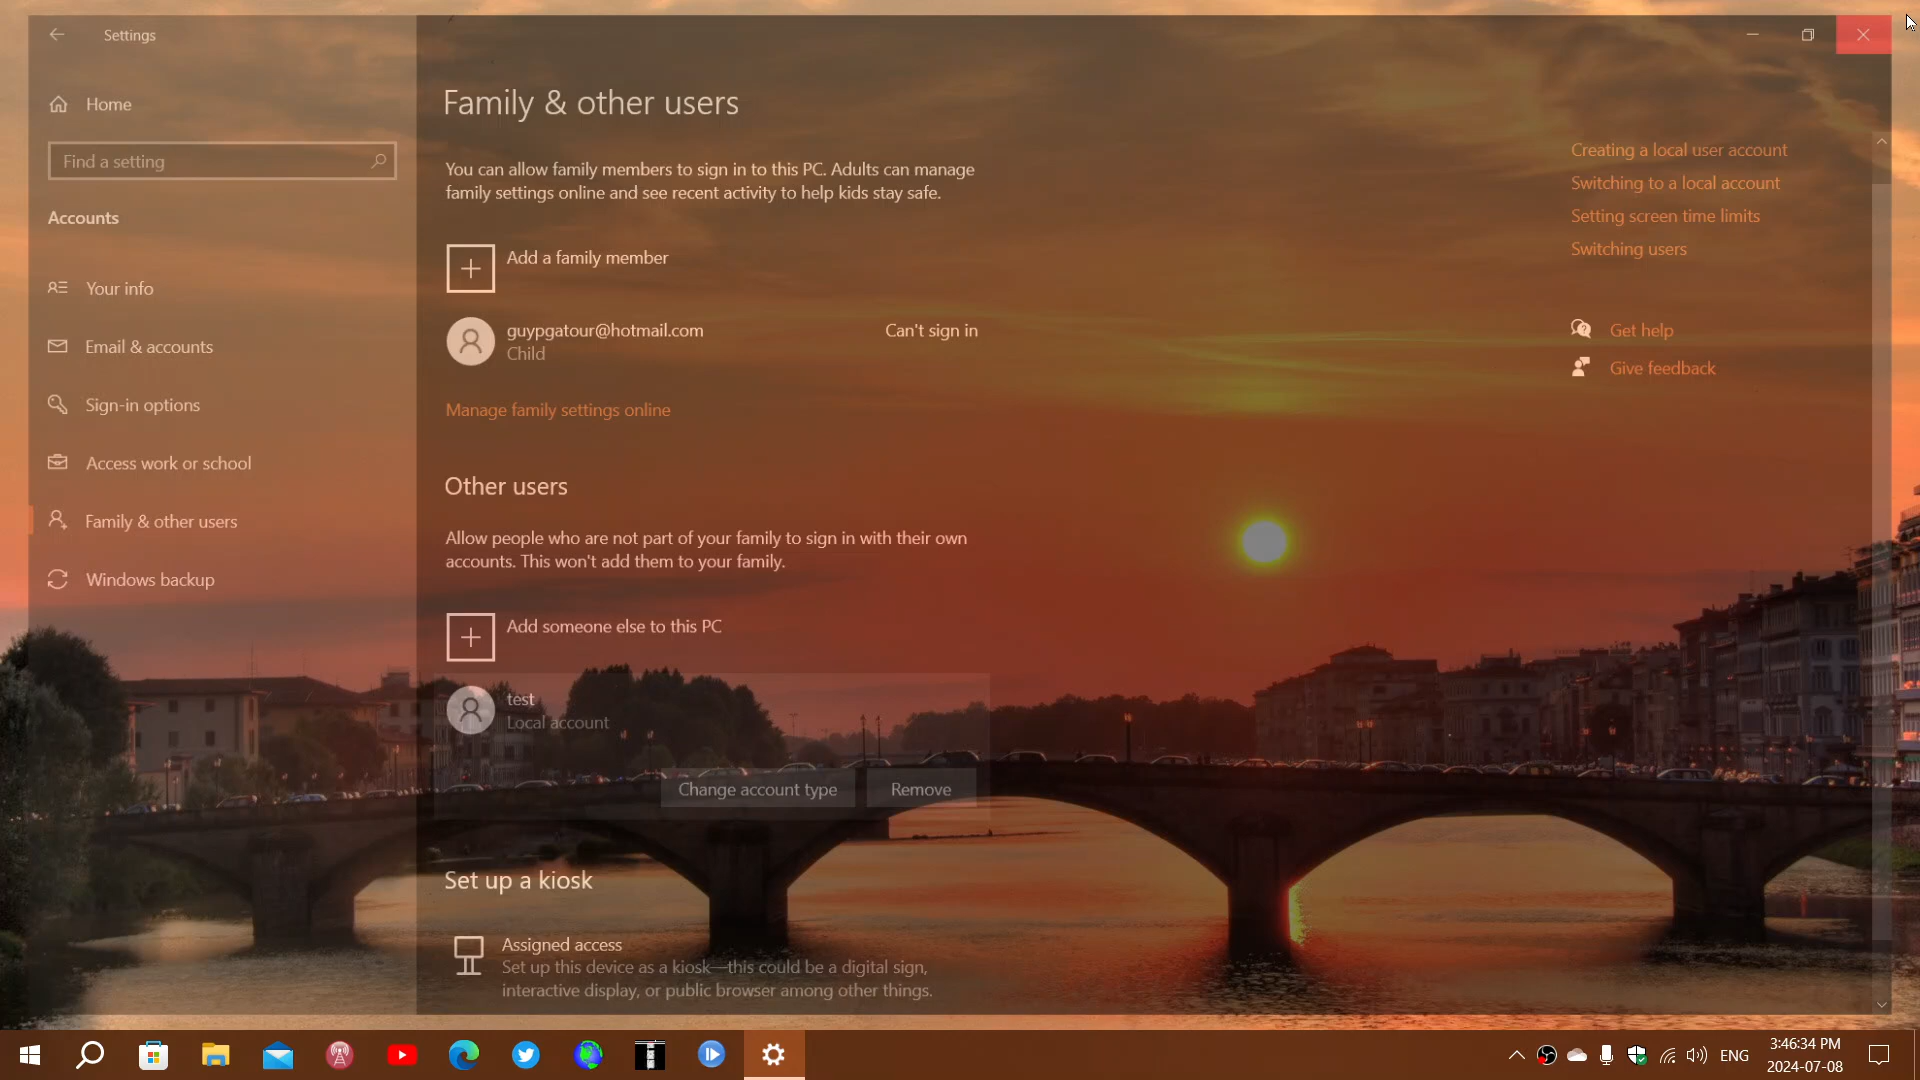 Settings
Home
Find a setting
Accounts
Your info
Email & accounts
Sign-in options
Access work or school
Family & other users
Windows backup
Family & other users
You can allow family members to sign in to this PC. Adults can manage
family settings online and see recent activity to help kids stay safe.
Add a family member
guypgatour@hotmail.com
Can't sign in
Child
Manage family settings online
Other users
Allow people who are not part of your family to sign in with their own
accounts. This won't add them to your family.
Add someone else to this PC
test
Local account
Change account type
Remove
Set up a kiosk
Assigned access
Set up this device as a kiosk—this could be a digital sign,
interactive display, or public browser among other things.
Creating a local user account
Switching to a local account
Setting screen time limits
Switching users
Get help
Give feedback
ENG
3:46:34 PM
2024-07-08